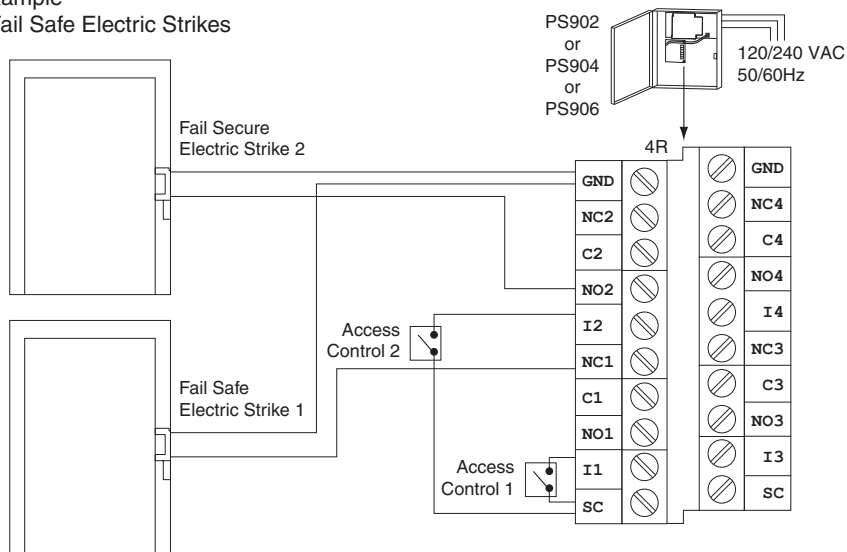 Fail Safe Electric Strikes
PS902
or
PS904
or
PS906
120/240 VAC
50/60Hz
Fail Secure
Electric Strike 2
4R
GND
NC2
C2
NO2
I2
NC1
C1
NO1
I1
SC
GND
NC4
C4
NO4
I4
NC3
C3
NO3
I3
SC
Access
Control 2
Fail Safe
Electric Strike 1
Access
Control 1